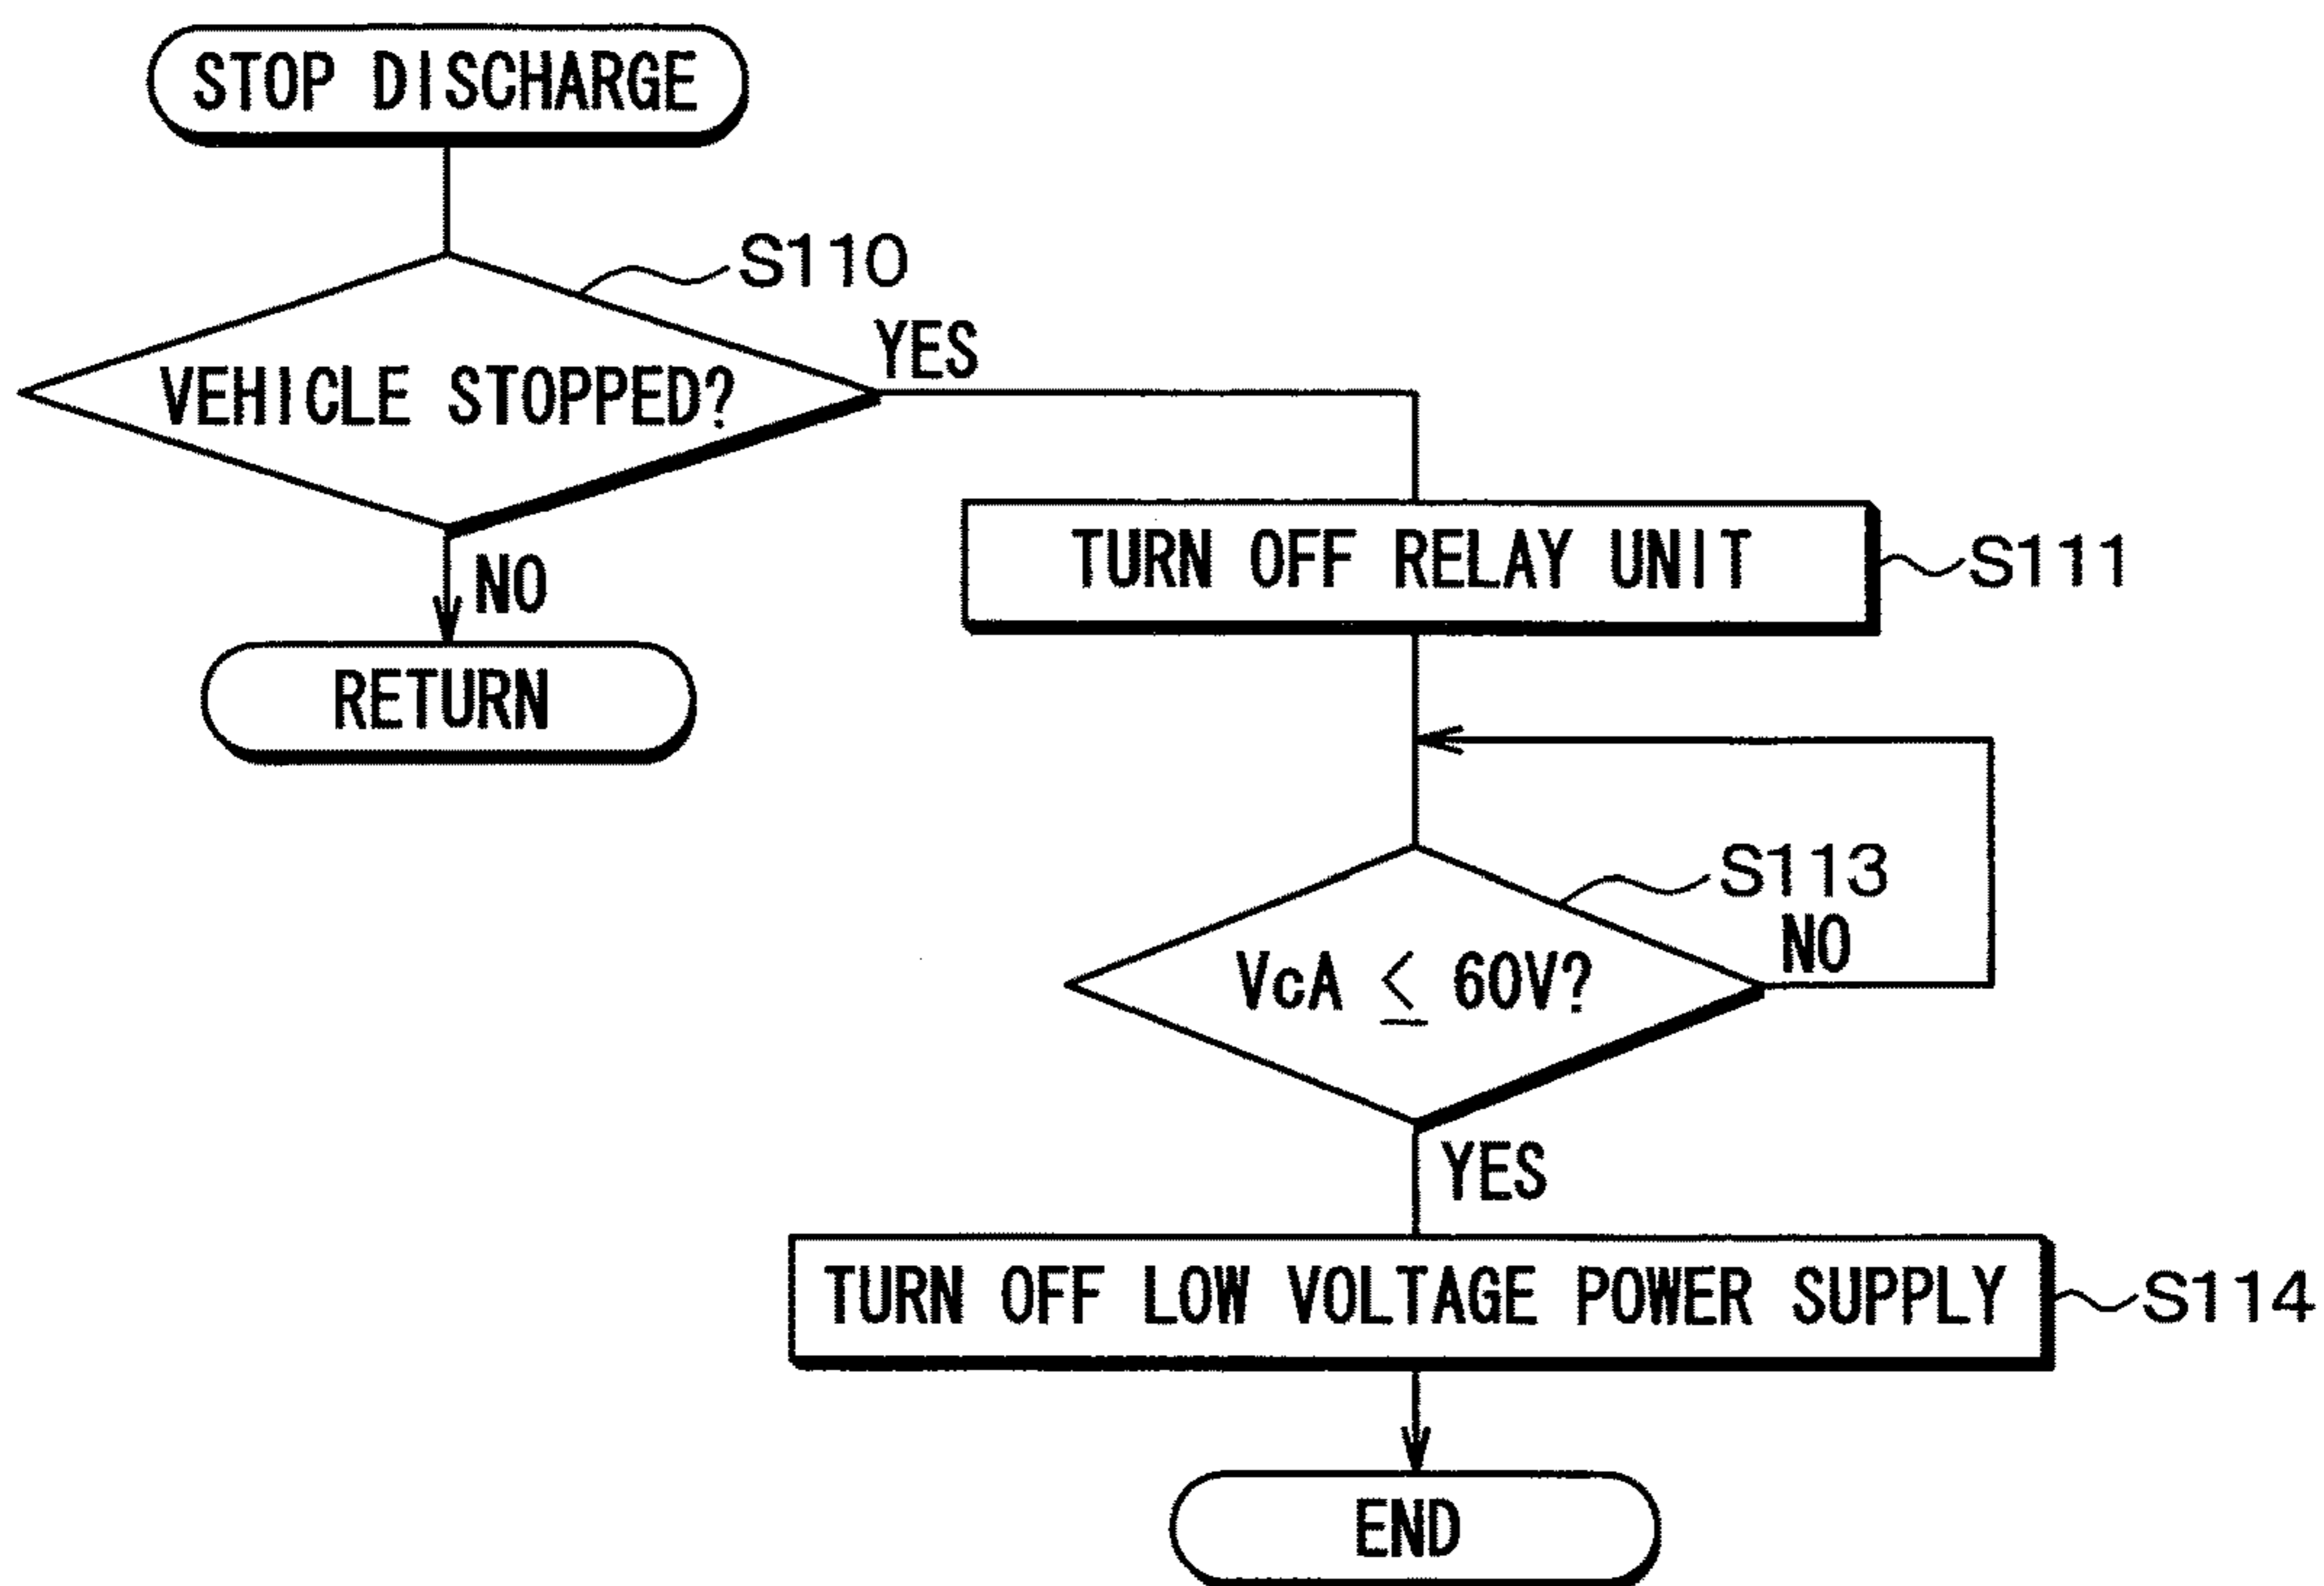 STOP DISCHARGE
S110
VEHICLE STOPPED?
YES
NO
RETURN
TURN OFF RELAY UNIT
S111
S113
VcA ≤ 60V?
NO
YES
TURN OFF LOW VOLTAGE POWER SUPPLY
S114
END